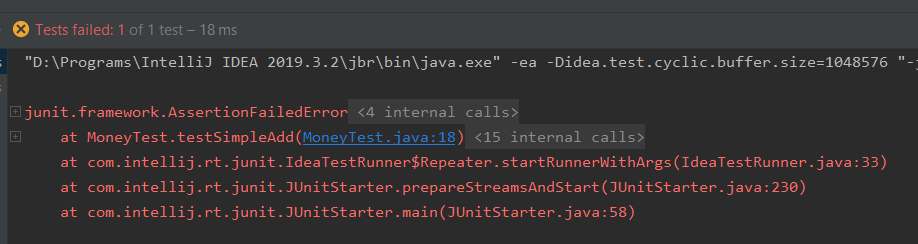 Tests failed: 1 of 1 test – 18 ms
"D:\Programs\IntelliJ IDEA 2019.3.2\jbr\bin\java.exe" -ea -Didea.test.cyclic.buffer.size=1048576 "-j
junit.framework.AssertionFailedError <4 internal calls>
at MoneyTest.testSimpleAdd(MoneyTest.java:18) <15 internal calls>
at com.intellij.rt.junit.IdeaTestRunner$Repeater.startRunnerWithArgs(IdeaTestRunner.java:33)
at com.intellij.rt.junit.JUnitStarter.prepareStreamsAndStart(JUnitStarter.java:230)
at com.intellij.rt.junit.JUnitStarter.main(JUnitStarter.java:58)